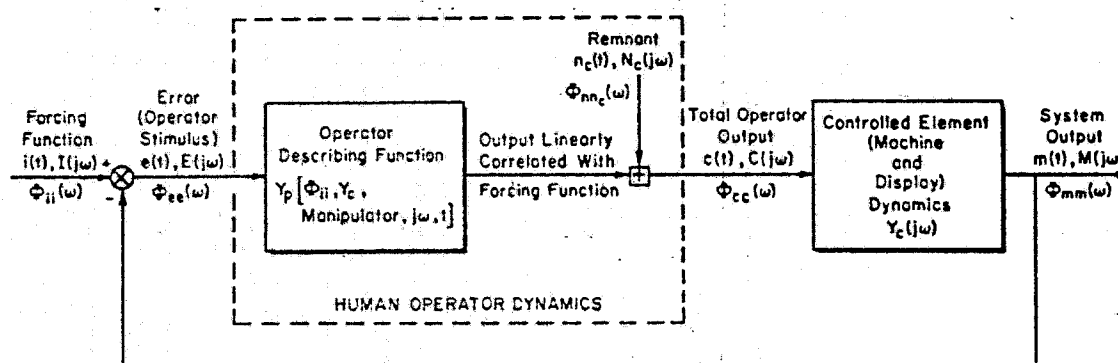 Remnant
n_c(t), N_c(jω)
Φ_nn_c(ω)
Forcing
Function
i(t), I(jω)
+
Φ_ii(ω)
-
Error
(Operator
Stimulus)
e(t), E(jω)
Φ_ee(ω)
Operator
Describing Function
Y_p[Φ_ii, Y_c,
Manipulator, jω, t]
Output Linearly
Correlated With
Forcing Function
+
HUMAN OPERATOR DYNAMICS
Total Operator
Output
c(t), C(jω)
Φ_cc(ω)
Controlled Element
(Machine
and
Display)
Dynamics
Y_c(jω)
System
Output
m(t), M(jω
Φ_mm(ω)